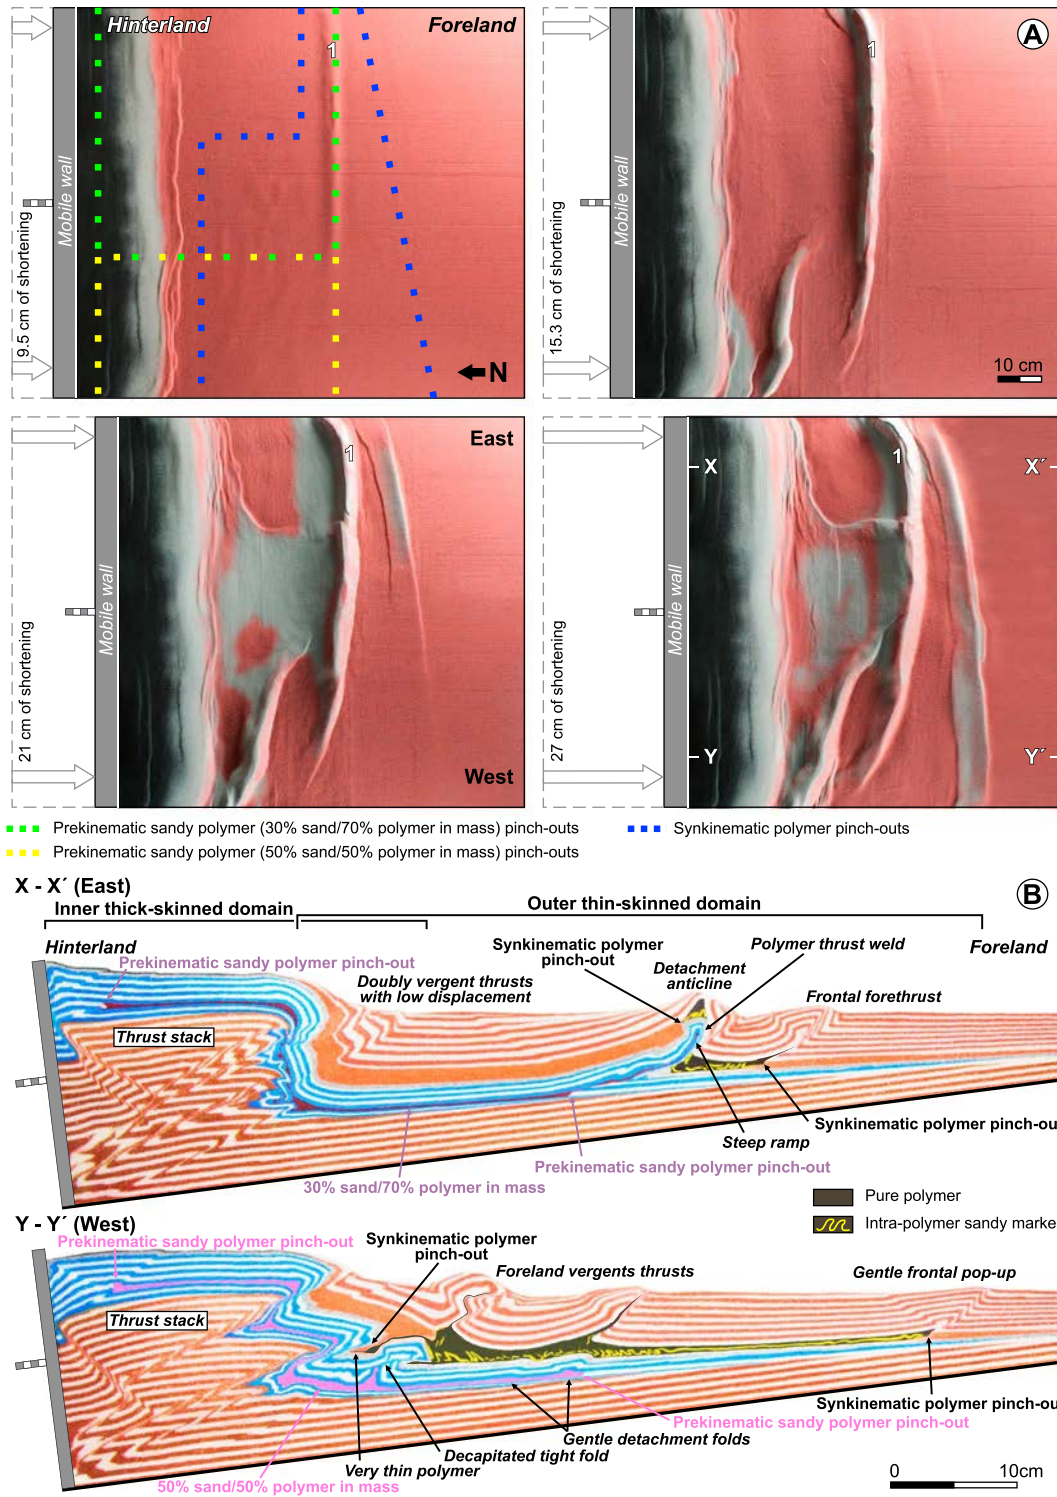 Hinterland
Foreland
1
Mobile wall
9.5 cm of shortening
N
A
1
Mobile wall
15.3 cm of shortening
10 cm
East
1
Mobile wall
21 cm of shortening
West
1
X
X´
Mobile wall
27 cm of shortening
Y
Y´
Prekinematic sandy polymer (30% sand/70% polymer in mass) pinch-outs
Synkinematic polymer pinch-outs
Prekinematic sandy polymer (50% sand/50% polymer in mass) pinch-outs
X - X´ (East)
B
Inner thick-skinned domain
Outer thin-skinned domain
Hinterland
Foreland
Prekinematic sandy polymer pinch-out
Synkinematic polymer
pinch-out
Polymer thrust weld
Doubly vergent thrusts
with low displacement
Detachment
anticline
Frontal forethrust
Thrust stack
Synkinematic polymer pinch-ou
Steep ramp
Prekinematic sandy polymer pinch-out
30% sand/70% polymer in mass
Pure polymer
Intra-polymer sandy marke
Y - Y´ (West)
Prekinematic sandy polymer pinch-out
Synkinematic polymer
pinch-out
Foreland vergents thrusts
Gentle frontal pop-up
Thrust stack
Synkinematic polymer pinch-ou
Prekinematic sandy polymer pinch-out
Gentle detachment folds
Decapitated tight fold
Very thin polymer
50% sand/50% polymer in mass
0 10cm